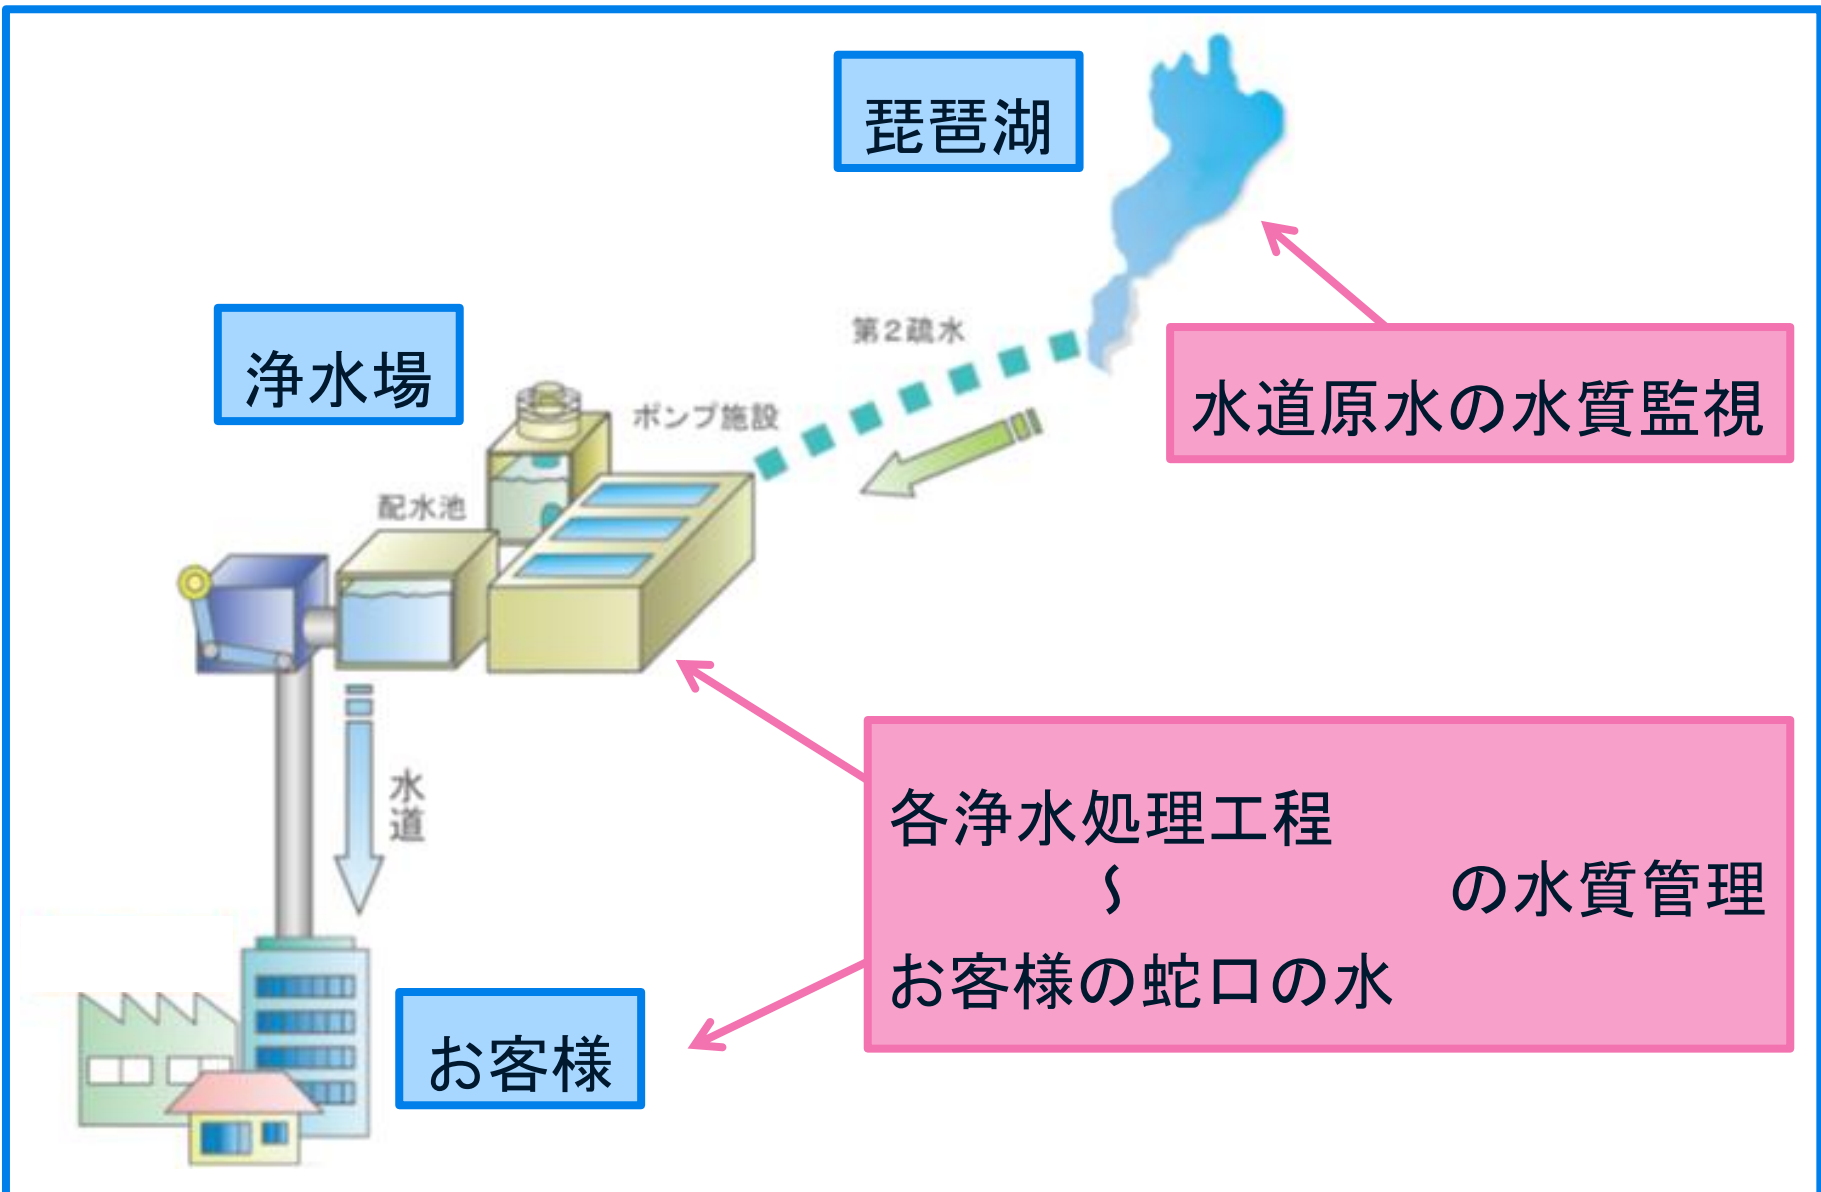 琵琶湖
浄水場
第2疏水
水道原水の水質監視
ポンプ施設
配水池
水道
各浄水処理工程
～
の水質管理
お客様の蛇口の水
お客様